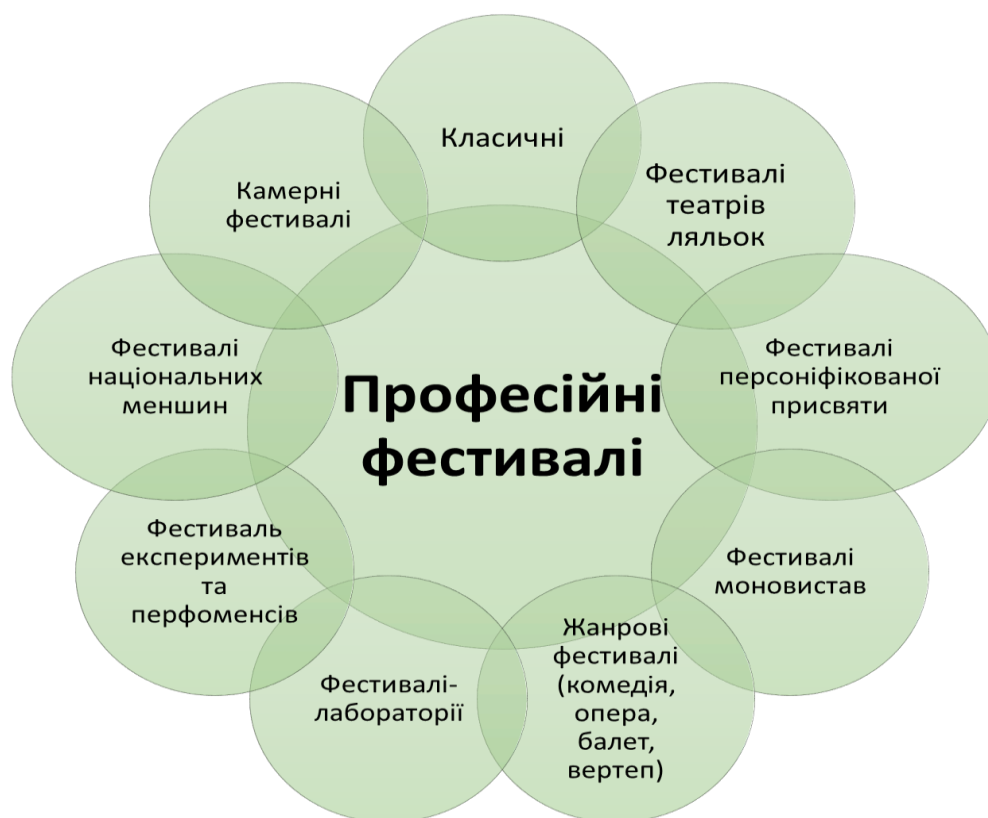 Класичні
Фестивалі
театрів
ляльок
Фестивалі
персоніфікованої
присвяти
Фестивалі
моновистав
Жанрові
фестивалі
(комедія,
опера,
балет,
вертеп)
Фестивалі-
лабораторії
Фестиваль
експериментів
та
перфоменсів
Фестивалі
національних
меншин
Камерні
фестивалі
Професійні
фестивалі